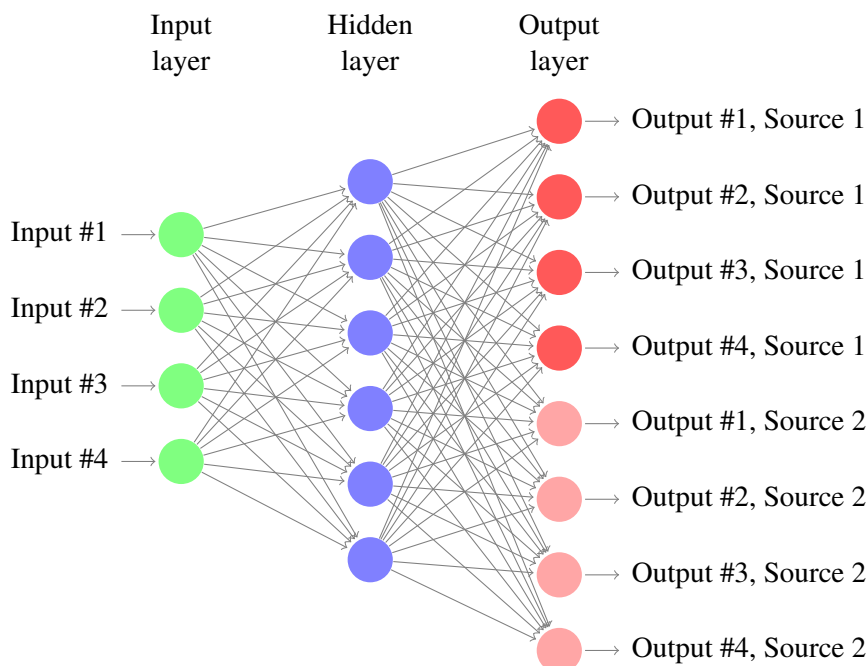 Input
layer
Hidden
layer
Output
layer
Input #1
Input #2
Input #3
Input #4
Output #1, Source 1
Output #2, Source 1
Output #3, Source 1
Output #4, Source 1
Output #1, Source 2
Output #2, Source 2
Output #3, Source 2
Output #4, Source 2